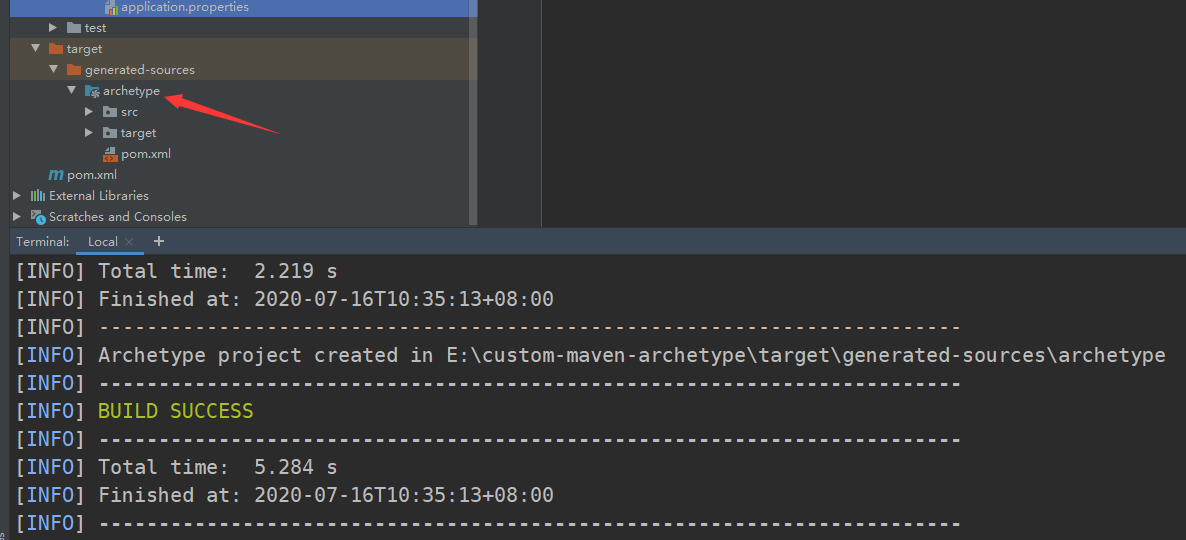 application.properties
test
target
generated-sources
archetype
src
target
pom.xml
pom.xml
External Libraries
Scratches and Consoles
Terminal: Local × +
[INFO] Total time:  2.219 s
[INFO] Finished at: 2020-07-16T10:35:13+08:00
[INFO] ------------------------------------------------------------------------
[INFO] Archetype project created in E:\custom-maven-archetype\target\generated-sources\archetype
[INFO] ------------------------------------------------------------------------
[INFO] BUILD SUCCESS
[INFO] ------------------------------------------------------------------------
[INFO] Total time:  5.284 s
[INFO] Finished at: 2020-07-16T10:35:13+08:00
[INFO] ------------------------------------------------------------------------